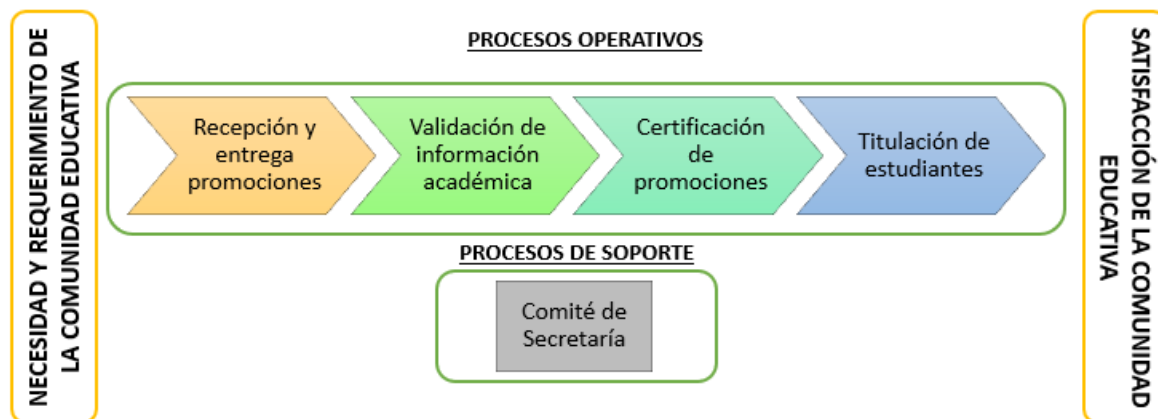 NECESIDAD Y REQUERIMIENTO DE
LA COMUNIDAD EDUCATIVA
PROCESOS OPERATIVOS
Recepción y
entrega
promociones
Validación de
información
académica
Certificación
de
promociones
Titulación de
estudiantes
PROCESOS DE SOPORTE
Comité de
Secretaría
SATISFACCIÓN DE LA COMUNIDAD
EDUCATIVA